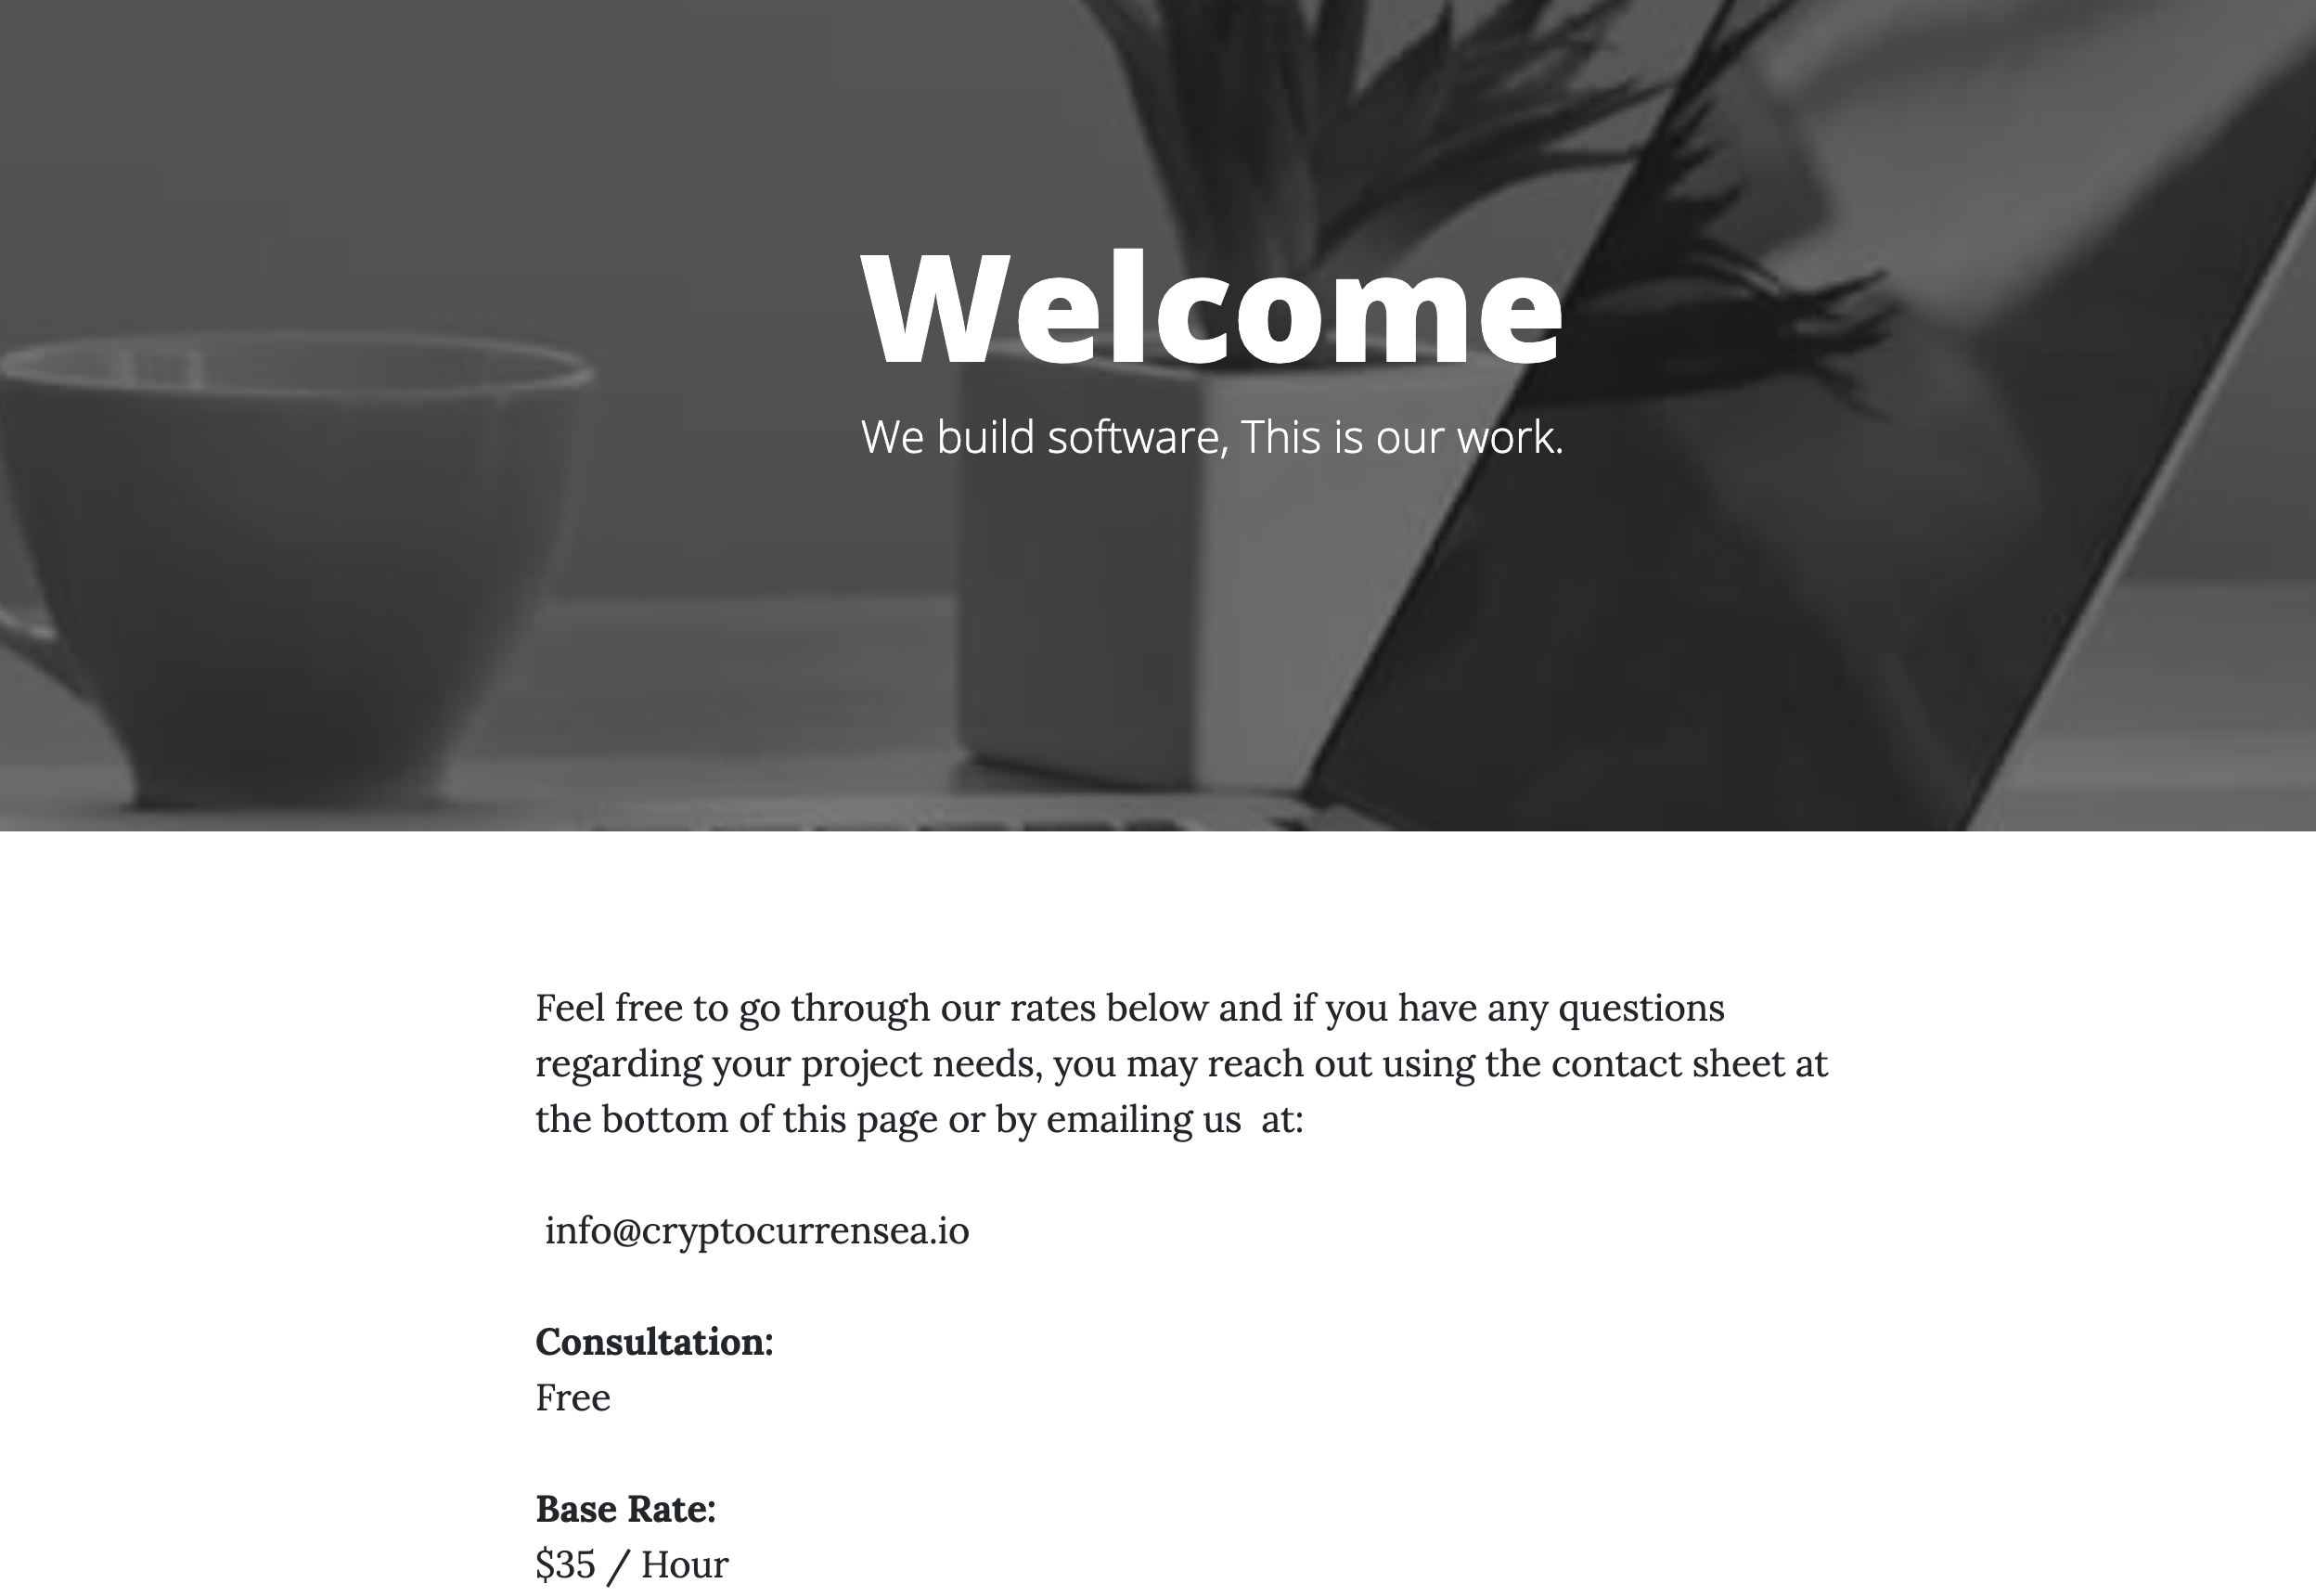 Welcome
We build software, This is our work.
Feel free to go through our rates below and if you have any questions
regarding your project needs, you may reach out using the contact sheet at
the bottom of this page or by emailing us  at:
info@cryptocurrensea.io
Consultation:
Free
Base Rate:
$35 / Hour